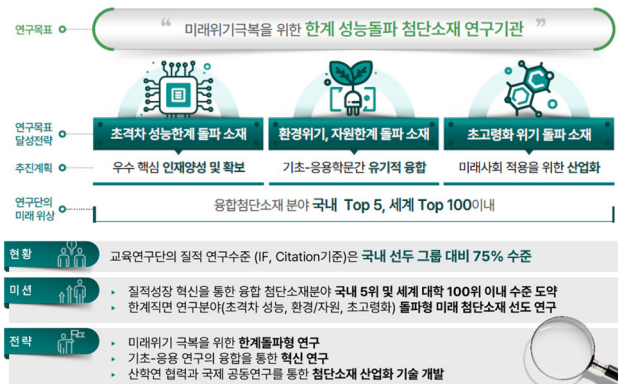 연구목표
“ 미래위기극복을 위한 한계 성능돌파 첨단소재 연구기관 ”
연구목표
달성전략
초격차 성능한계 돌파 소재
환경위기, 자원한계 돌파 소재
초고령화 위기 돌파 소재
추진계획
우수 핵심 인재양성 및 확보
기초-응용학문간 유기적 융합
미래사회 적용을 위한 산업화
연구단의
미래 위상
융합첨단소재 분야 국내 Top 5, 세계 Top 100이내
현황
교육연구단의 질적 연구수준 (IF, Citation기준)은 국내 선두 그룹 대비 75% 수준
미션
▸ 질적성장 혁신을 통한 융합 첨단소재분야 국내 5위 및 세계 대학 100위 이내 수준 도약
▸ 한계직면 연구분야(초격차 성능, 환경/자원, 초고령화) 돌파형 미래 첨단소재 선도 연구
전략
▸ 미래위기 극복을 위한 한계돌파형 연구
▸ 기초-응용 연구의 융합을 통한 혁신 연구
▸ 산학연 협력과 국제 공동연구를 통한 첨단소재 산업화 기술 개발